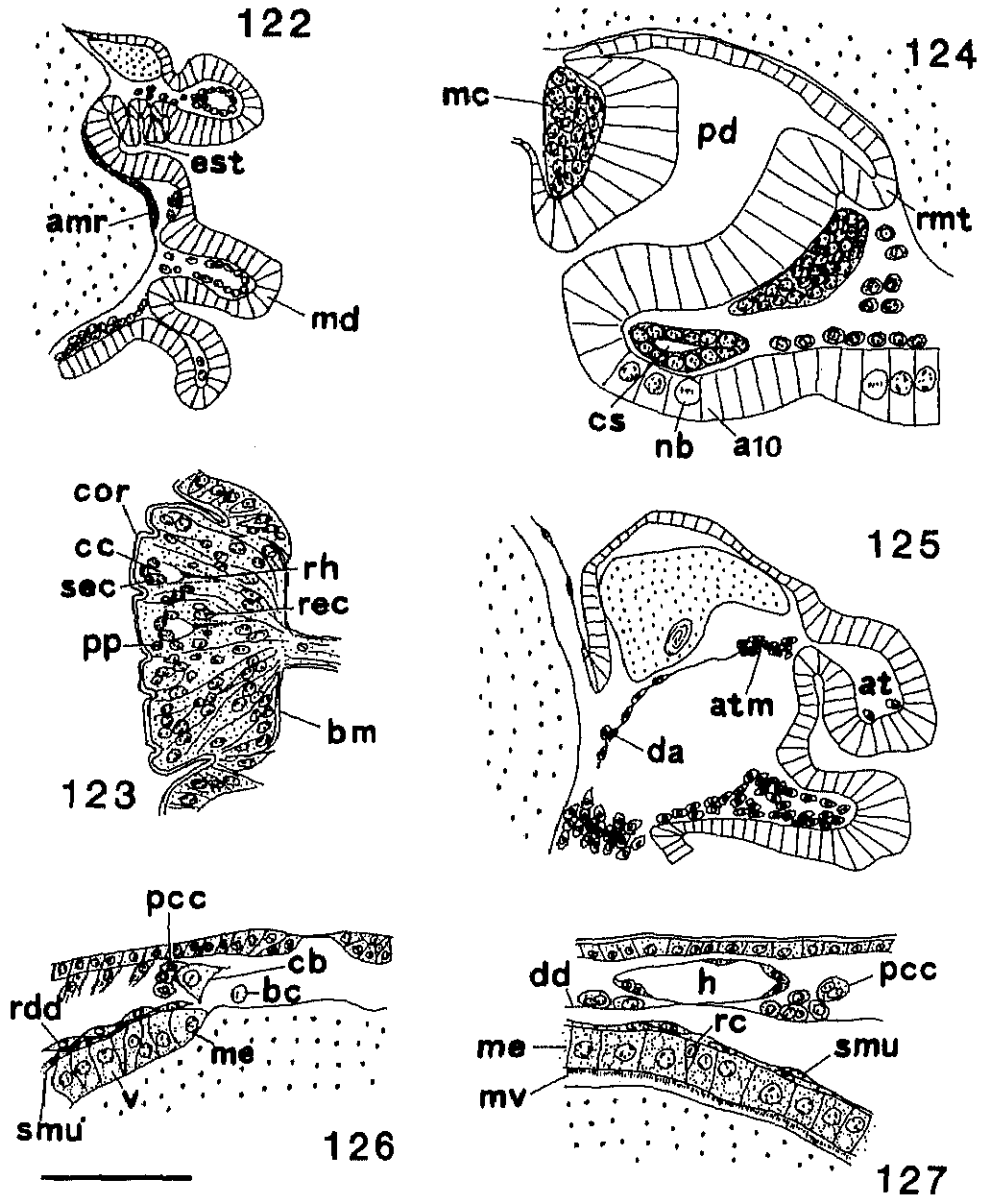 122
est
amr
md
124
mc
pd
rmt
cs
nb
a10
cor
cc
sec
pp
rh
rec
bm
123
125
at
atm
da
pcc
cb
bc
rdd
me
v
smu
126
dd
h
pcc
rc
me
smu
mv
127